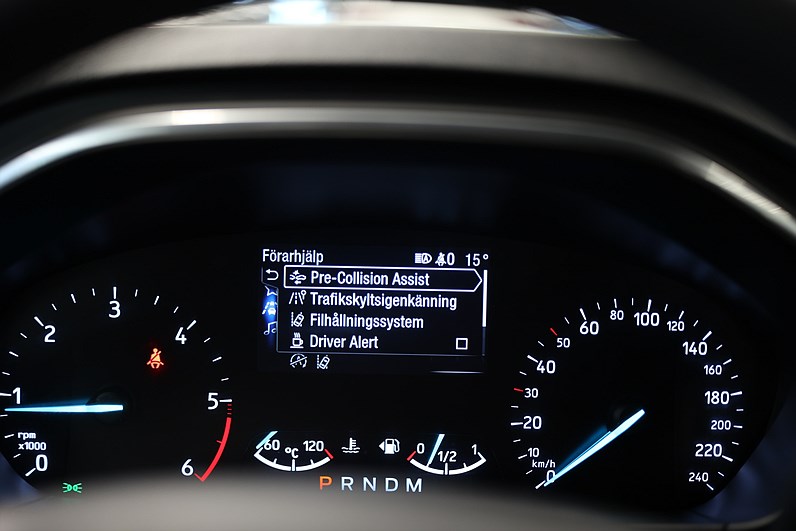 Förarhjälp A 0 15°
Pre-Collision Assist
Trafikskyltsigenkänning
Filhållningssystem
Driver Alert
0 1 2 3 4 5 6
rpm
x1000
60 °C 120
0 1/2 1
P R N D M
0 10 20 30 40 50 60 80 100 120 140 160 180 200 220 240
km/h